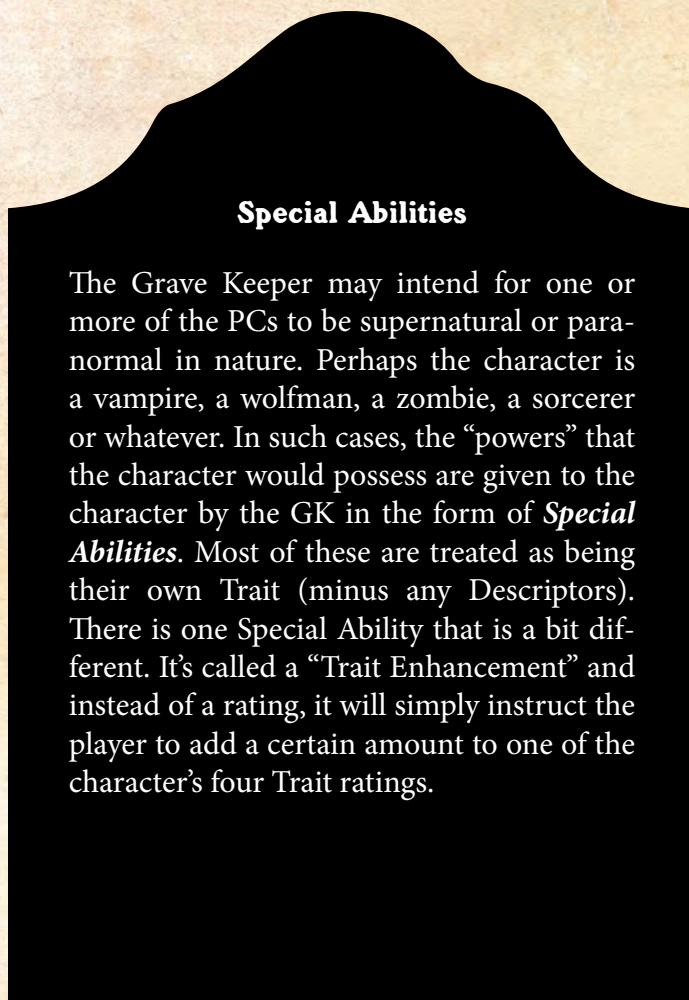 Special Abilities
The Grave Keeper may intend for one or
more of the PCs to be supernatural or para-
normal in nature. Perhaps the character is
a vampire, a wolfman, a zombie, a sorcerer
or whatever. In such cases, the “powers” that
the character would possess are given to the
character by the GK in the form of Special
Abilities. Most of these are treated as being
their own Trait (minus any Descriptors).
There is one Special Ability that is a bit dif-
ferent. It’s called a “Trait Enhancement” and
instead of a rating, it will simply instruct the
player to add a certain amount to one of the
character’s four Trait ratings.